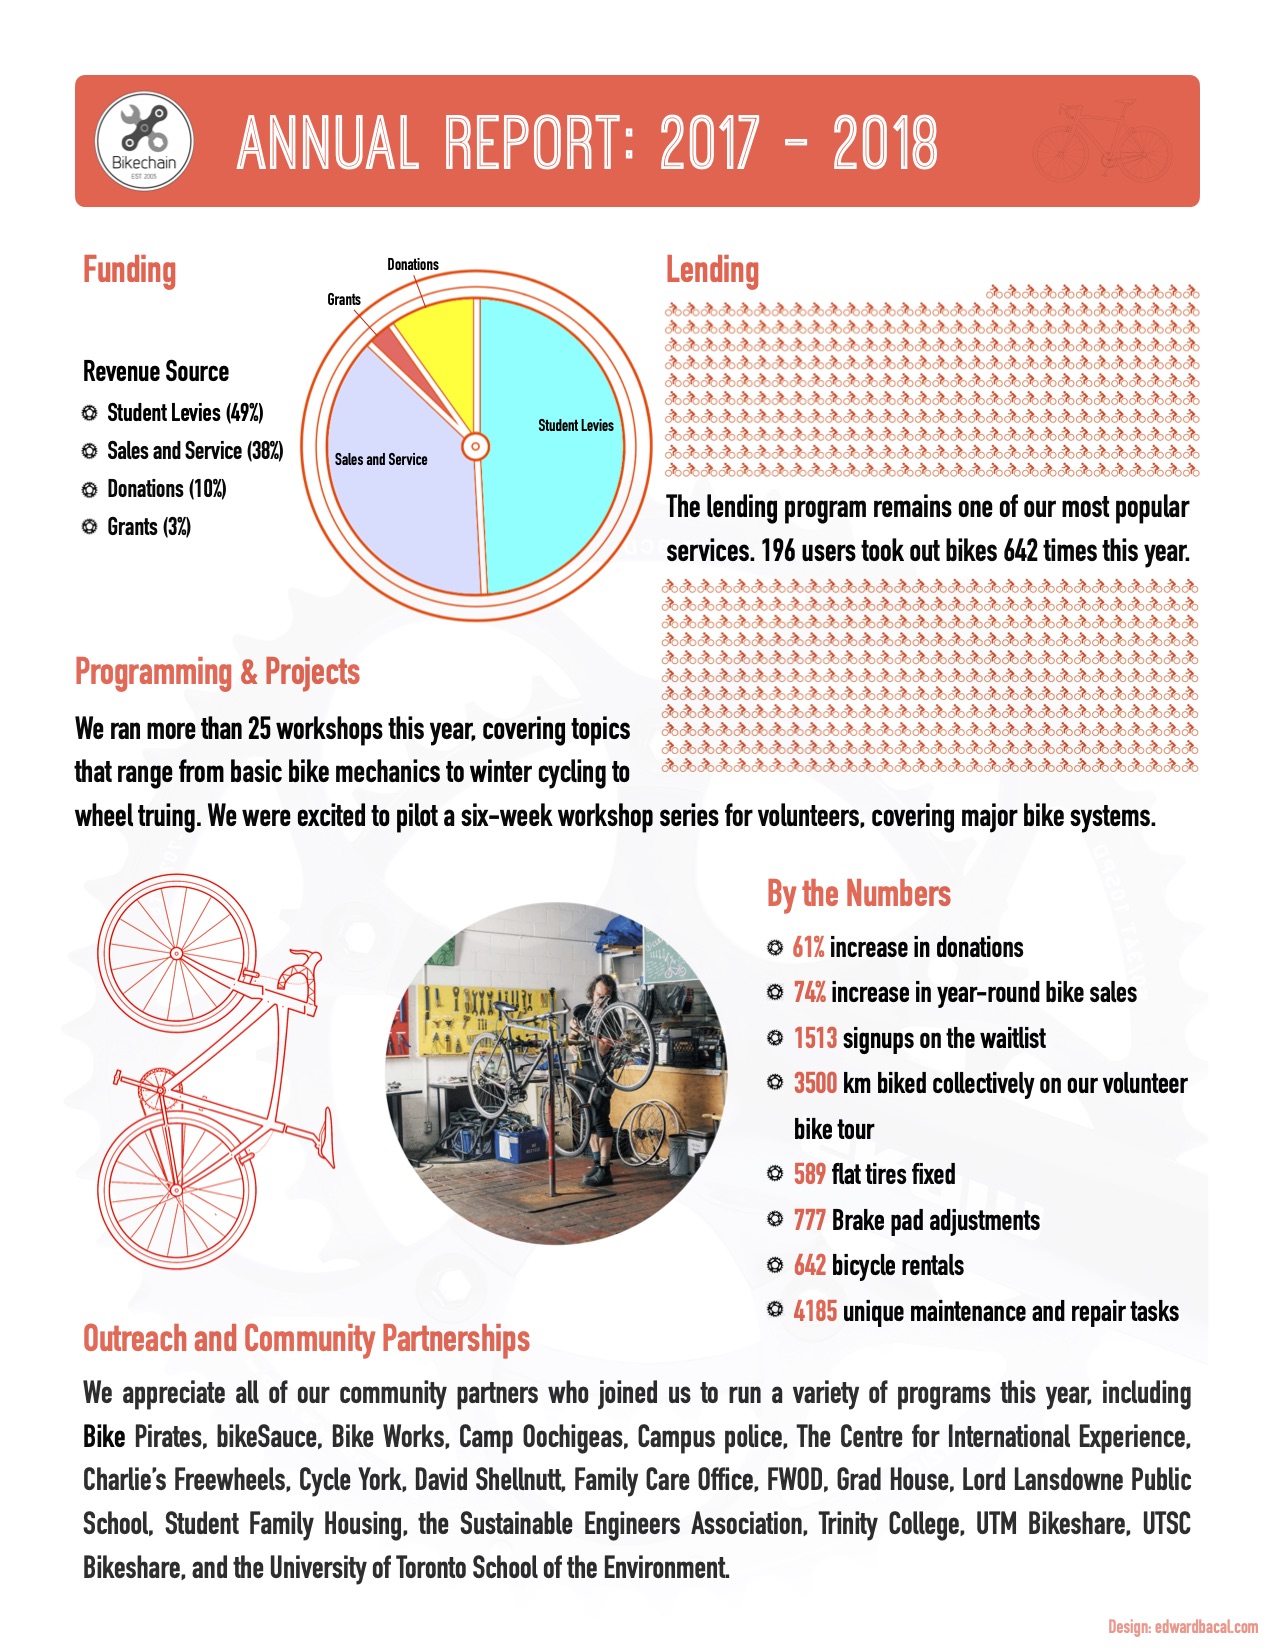 Bikechain
EST 2005
ANNUAL REPORT: 2017 - 2018
Funding
Revenue Source
Student Levies (49%)
Sales and Service (38%)
Donations (10%)
Grants (3%)
Donations
Grants
Student Levies
Sales and Service
Lending
The lending program remains one of our most popular
services. 196 users took out bikes 642 times this year.
Programming & Projects
We ran more than 25 workshops this year, covering topics
that range from basic bike mechanics to winter cycling to
wheel truing. We were excited to pilot a six-week workshop series for volunteers, covering major bike systems.
By the Numbers
61% increase in donations
74% increase in year-round bike sales
1513 signups on the waitlist
3500 km biked collectively on our volunteer
bike tour
589 flat tires fixed
777 Brake pad adjustments
642 bicycle rentals
4185 unique maintenance and repair tasks
Outreach and Community Partnerships
We appreciate all of our community partners who joined us to run a variety of programs this year, including
Bike Pirates, bikeSauce, Bike Works, Camp Oochigeas, Campus police, The Centre for International Experience,
Charlie's Freewheels, Cycle York, David Shellnutt, Family Care Office, FWOD, Grad House, Lord Lansdowne Public
School, Student Family Housing, the Sustainable Engineers Association, Trinity College, UTM Bikeshare, UTSC
Bikeshare, and the University of Toronto School of the Environment.
Design: edwardbacal.com